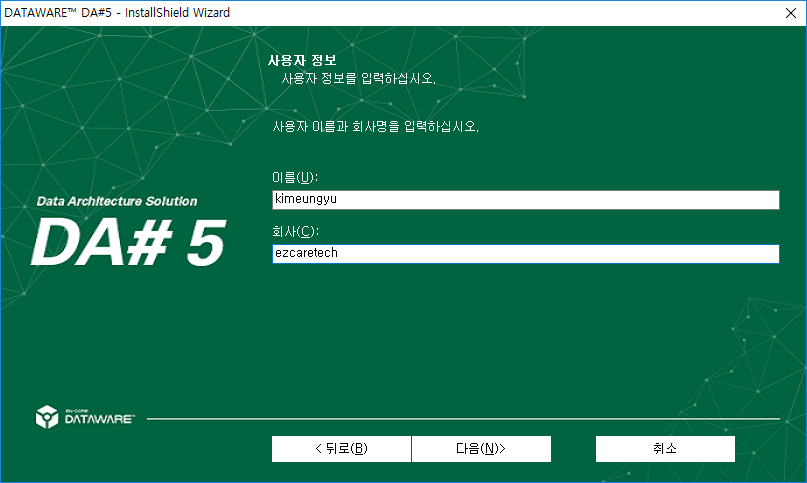 DATAWARE™ DA#5 - InstallShield Wizard
사용자 정보
사용자 정보를 입력하십시오.
사용자 이름과 회사명을 입력하십시오.
이름(U):
kimeungyu
Data Architecture Solution
DA# 5
회사(C):
ezcaretech
EN-CORE
DATAWARE™
< 뒤로(B)
다음(N)>
취소